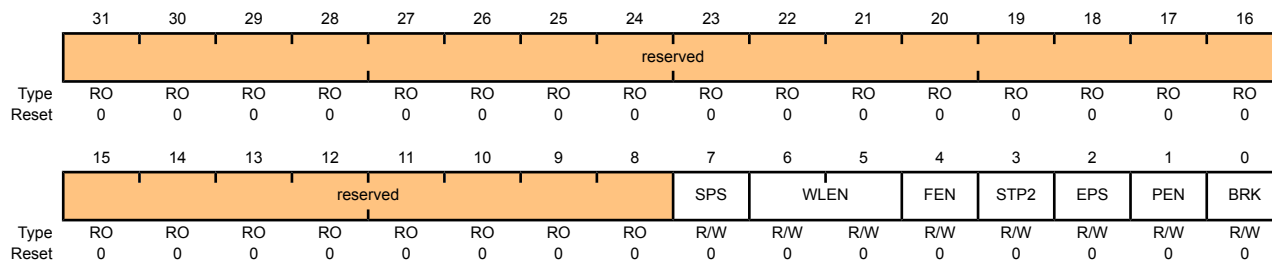 31 30 29 28 27 26 25 24 23 22 21 20 19 18 17 16
reserved
Type RO RO RO RO RO RO RO RO RO RO RO RO RO RO RO RO
Reset 0 0 0 0 0 0 0 0 0 0 0 0 0 0 0 0
15 14 13 12 11 10 9 8 7 6 5 4 3 2 1 0
reserved SPS WLEN FEN STP2 EPS PEN BRK
Type RO RO RO RO RO RO RO RO R/W R/W R/W R/W R/W R/W R/W R/W
Reset 0 0 0 0 0 0 0 0 0 0 0 0 0 0 0 0